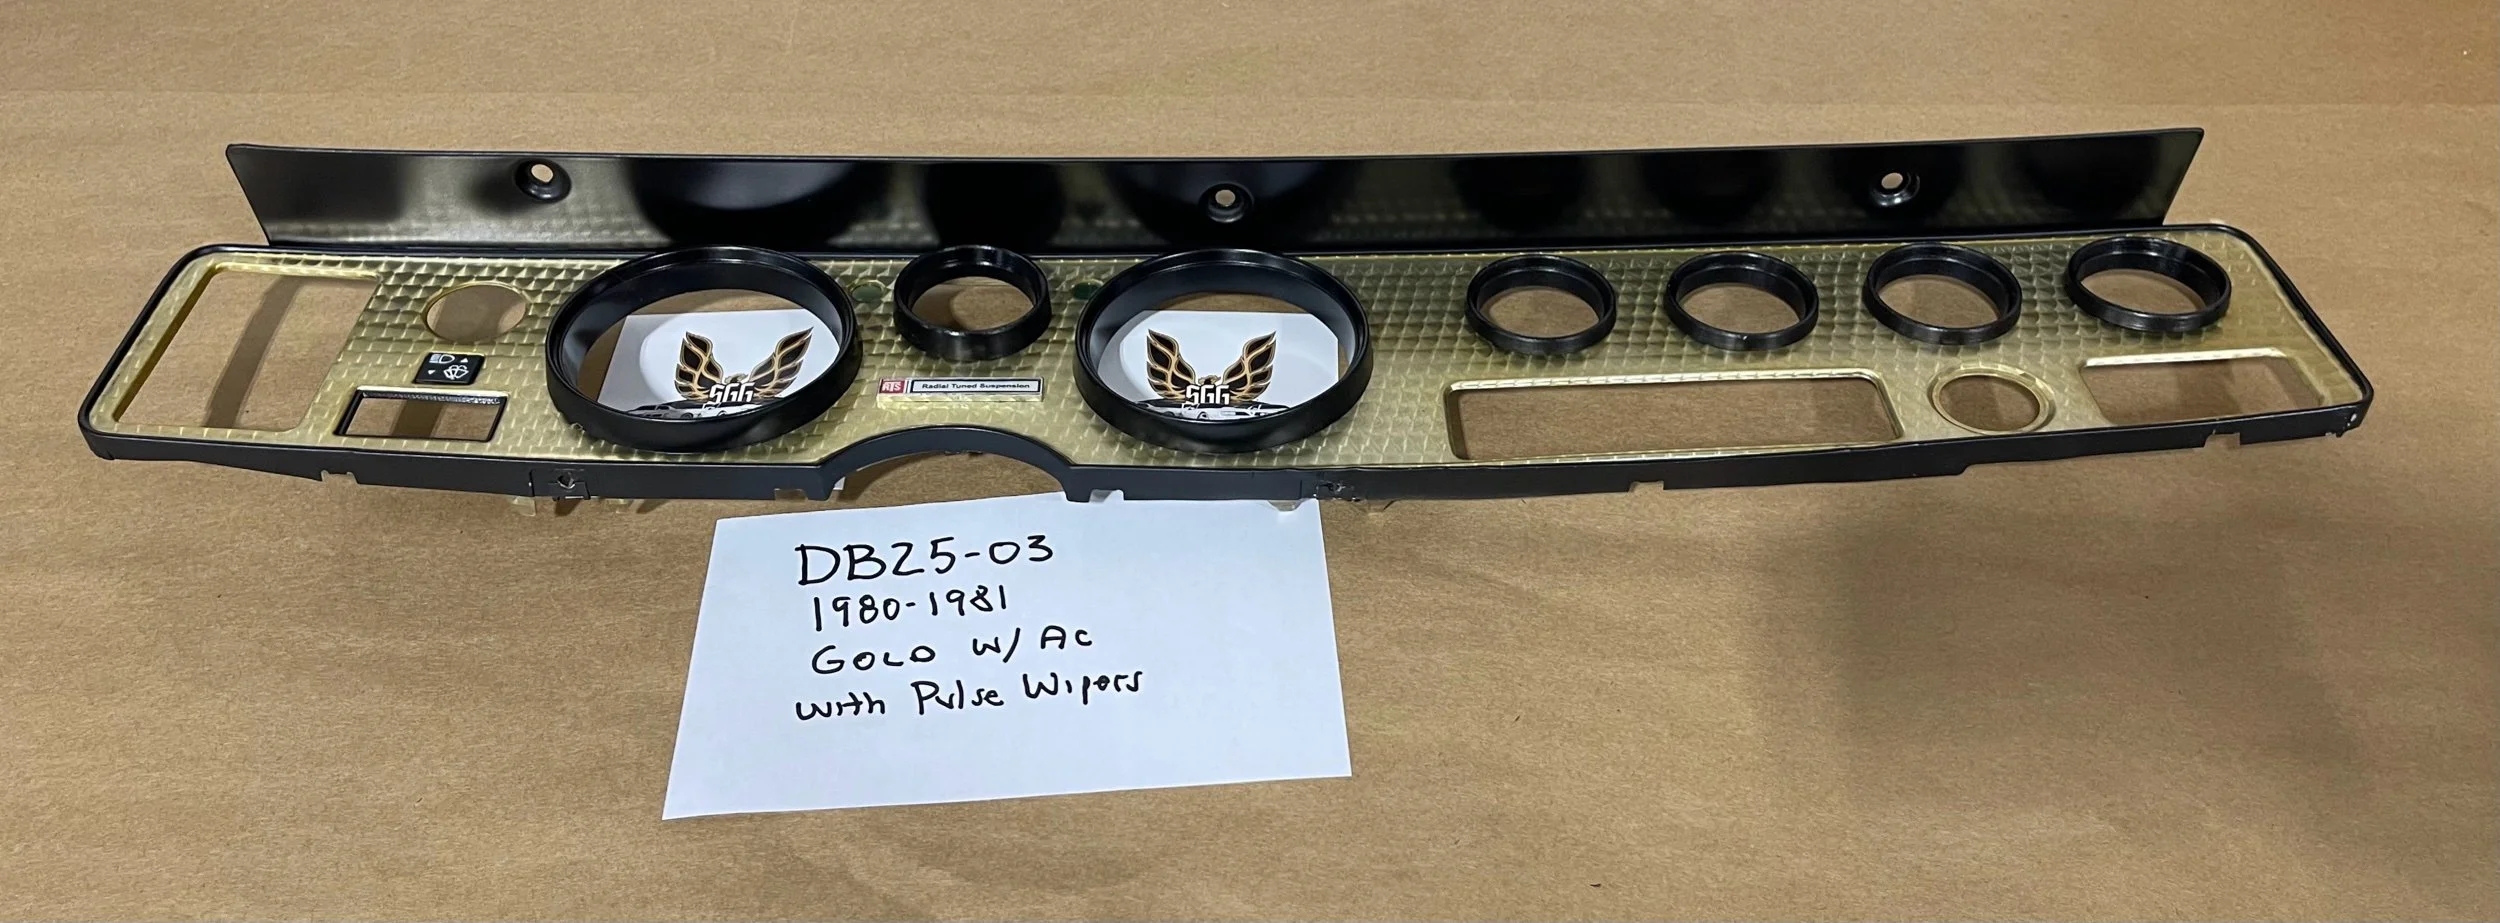 SGG
SGG
RTS Radial Tuned Suspension
DB25-03
1980-1981
GOLD W/ AC
with Pulse Wipers